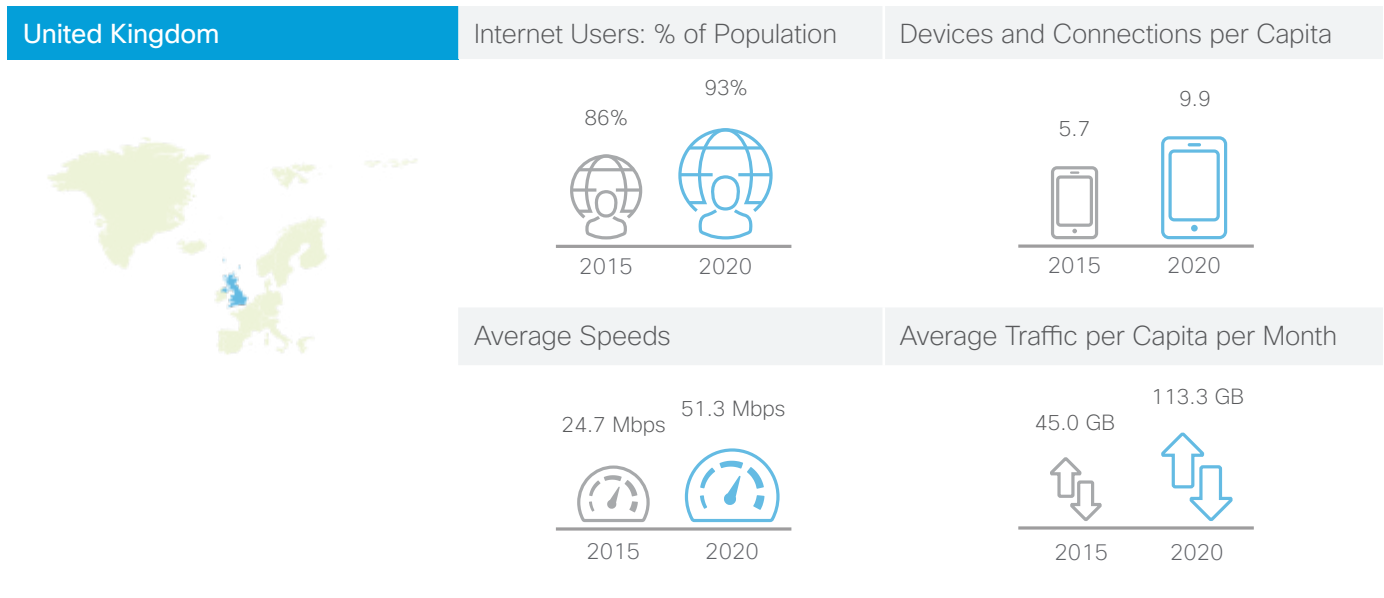 United Kingdom
Internet Users: % of Population
Devices and Connections per Capita
86%
93%
2015
2020
5.7
9.9
2015
2020
Average Speeds
Average Traffic per Capita per Month
24.7 Mbps
51.3 Mbps
2015
2020
45.0 GB
113.3 GB
2015
2020